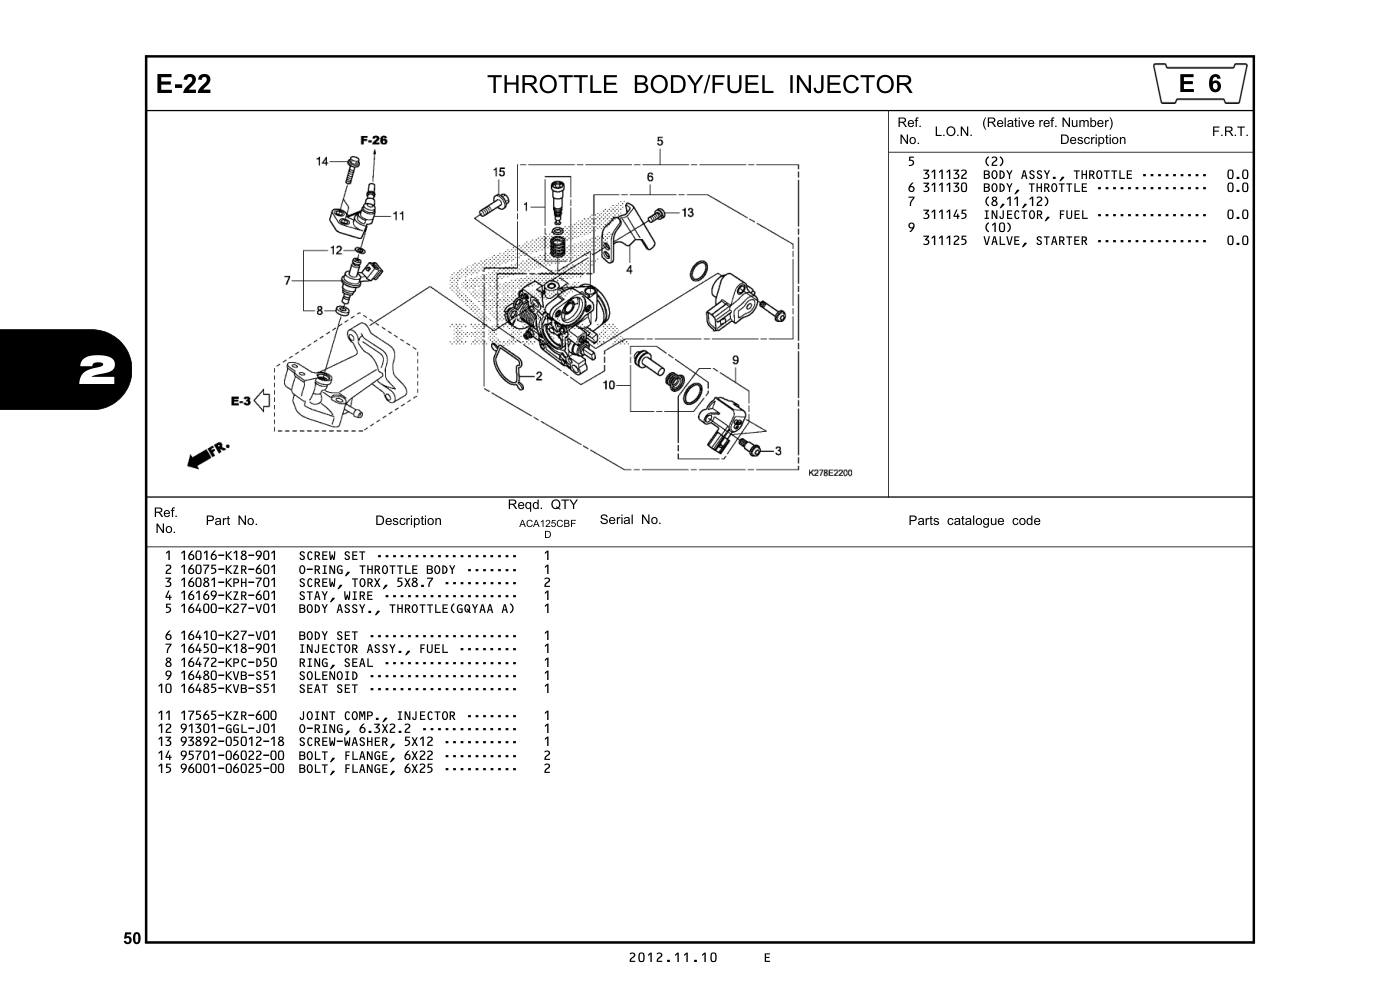 E-22 THROTTLE BODY/FUEL INJECTOR E 6
F-26
14
11
12
7
8
E-3
FR.
15
5
1
6
13
4
2
9
10
3
K278E2200
Ref. No. L.O.N. (Relative ref. Number) Description F.R.T.
5 (2)
311132 BODY ASSY., THROTTLE --------- 0.0
6 311130 BODY, THROTTLE --------------- 0.0
7 (8,11,12)
311145 INJECTOR, FUEL --------------- 0.0
9 (10)
311125 VALVE, STARTER --------------- 0.0
2
Ref. No. Part No. Description Reqd. QTY ACA125CBF D Serial No. Parts catalogue code
1 16016-K18-901 SCREW SET ------------------- 1
2 16075-KZR-601 O-RING, THROTTLE BODY ------- 1
3 16081-KPH-701 SCREW, TORX, 5X8.7 ---------- 2
4 16169-KZR-601 STAY, WIRE ------------------ 1
5 16400-K27-V01 BODY ASSY., THROTTLE(GQYAA A) 1
6 16410-K27-V01 BODY SET -------------------- 1
7 16450-K18-901 INJECTOR ASSY., FUEL -------- 1
8 16472-KPC-D50 RING, SEAL ------------------ 1
9 16480-KVB-S51 SOLENOID -------------------- 1
10 16485-KVB-S51 SEAT SET -------------------- 1
11 17565-KZR-600 JOINT COMP., INJECTOR ------- 1
12 91301-GGL-J01 O-RING, 6.3X2.2 ------------- 1
13 93892-05012-18 SCREW-WASHER, 5X12 ---------- 1
14 95701-06022-00 BOLT, FLANGE, 6X22 ---------- 2
15 96001-06025-00 BOLT, FLANGE, 6X25 ---------- 2
50
2012.11.10 E